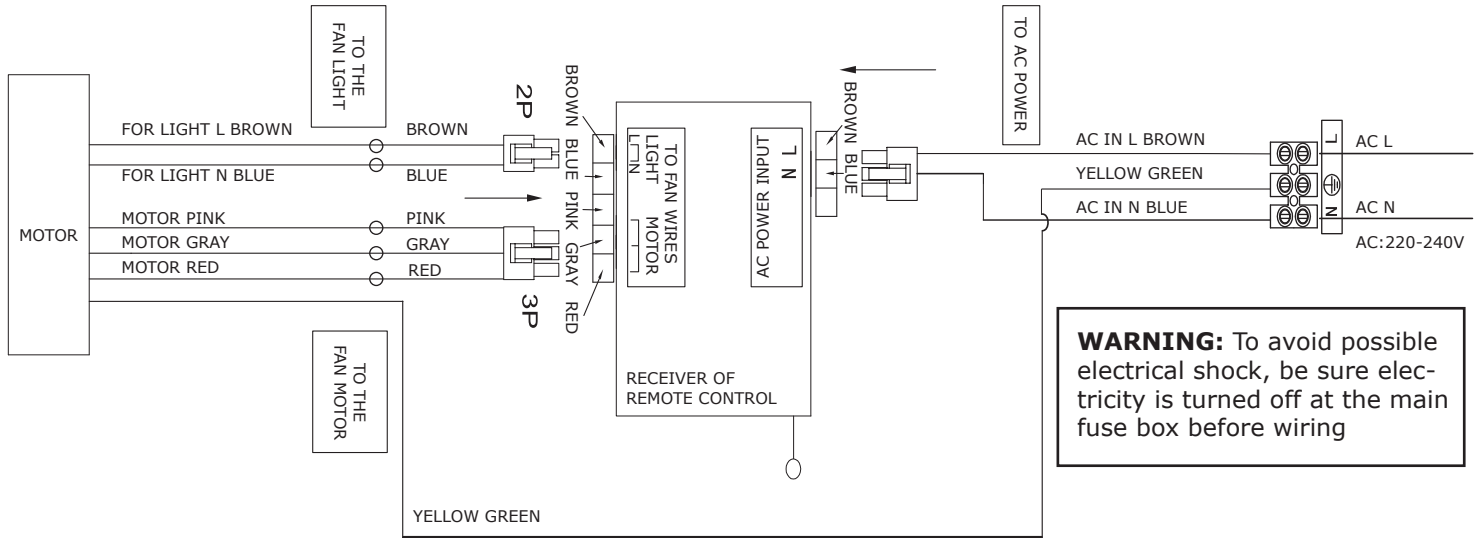 MOTOR
TO THE
FAN LIGHT
FOR LIGHT L BROWN
BROWN
FOR LIGHT N BLUE
BLUE
MOTOR PINK
PINK
MOTOR GRAY
GRAY
MOTOR RED
RED
TO THE
FAN MOTOR
YELLOW GREEN
2P
3P
BROWN
BLUE
PINK
GRAY
RED
TO FAN WIRES
LIGHT
MOTOR
L
N
RECEIVER OF
REMOTE CONTROL
AC POWER INPUT
N
L
BROWN
BLUE
TO AC POWER
AC IN L BROWN
YELLOW GREEN
AC IN N BLUE
L
N
AC L
AC N
AC:220-240V
WARNING: To avoid possible
electrical shock, be sure elec-
tricity is turned off at the main
fuse box before wiring